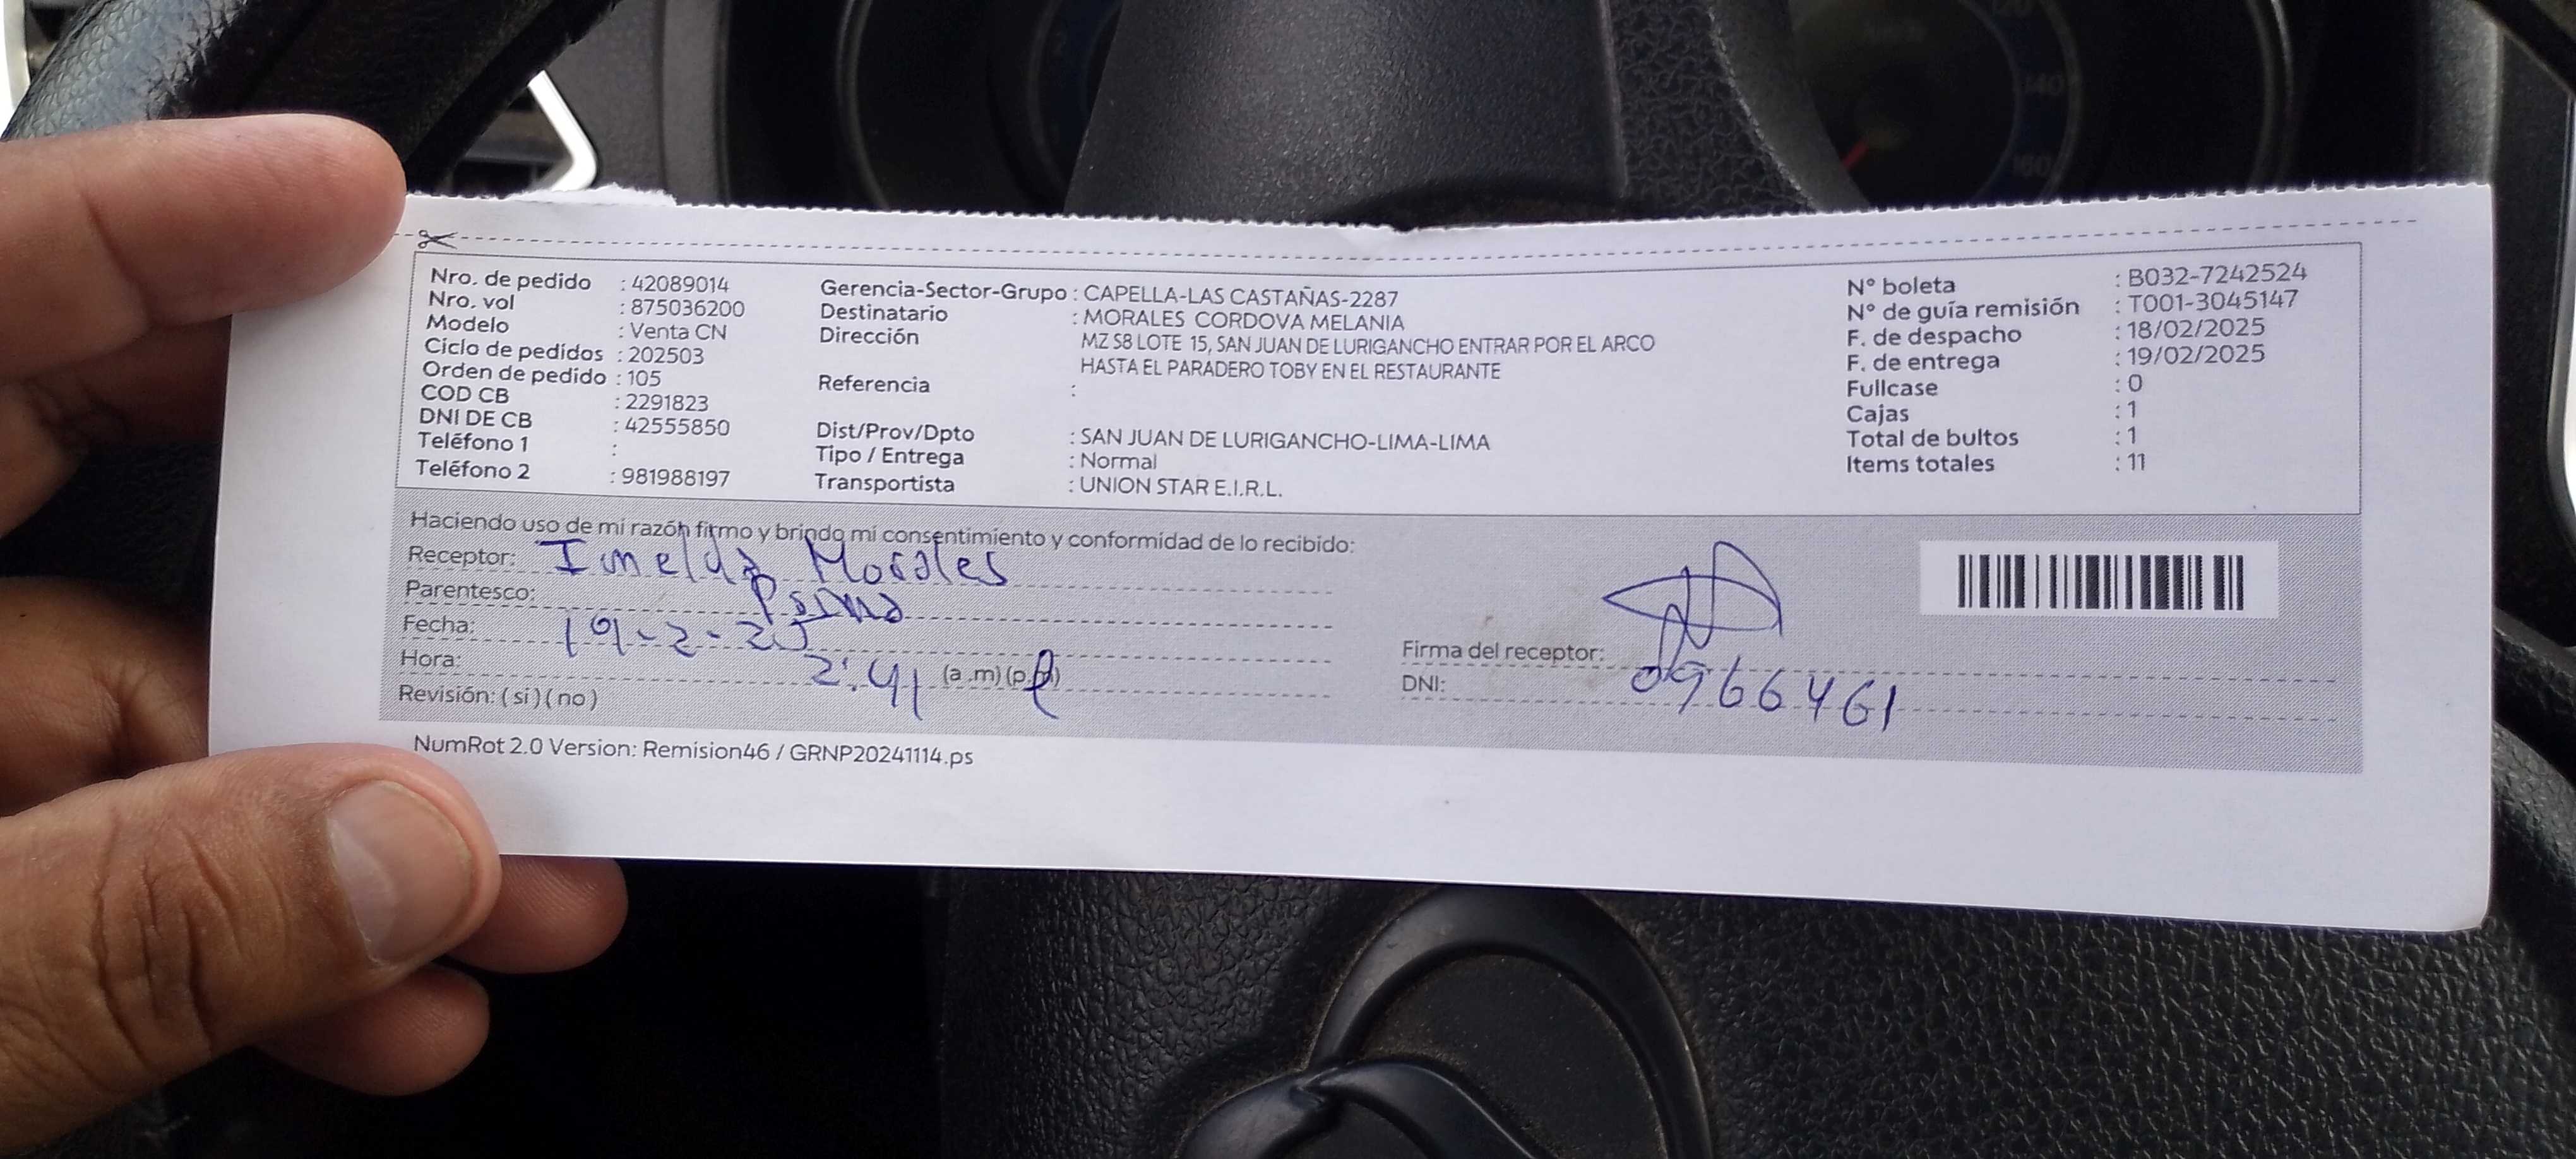 Nro. de pedido : 42089014
Nro. vol : 875036200
Modelo : Venta CN
Ciclo de pedidos : 202503
Orden de pedido : 105
COD CB : 2291823
DNI DE CB : 42555850
Teléfono 1 :
Teléfono 2 : 981988197
Gerencia-Sector-Grupo : CAPELLA-LAS CASTAÑAS-2287
Destinatario : MORALES CORDOVA MELANIA
Dirección MZ S8 LOTE 15, SAN JUAN DE LURIGANCHO ENTRAR POR EL ARCO
HASTA EL PARADERO TOBY EN EL RESTAURANTE
Referencia :
Dist/Prov/Dpto : SAN JUAN DE LURIGANCHO-LIMA-LIMA
Tipo / Entrega : Normal
Transportista : UNION STAR E.I.R.L.
N° boleta : B032-7242524
N° de guía remisión : T001-3045147
F. de despacho : 18/02/2025
F. de entrega : 19/02/2025
Fullcase : 0
Cajas : 1
Total de bultos : 1
Items totales : 11
Haciendo uso de mi razón firmo y brindo mi consentimiento y conformidad de lo recibido:
Receptor: Imelda Morales
Parentesco: Prima
Fecha: 19-2-25
Hora: 2:41 (a.m)(p.m)
Revisión: (si)(no)
Firma del receptor:
DNI: 0966461
NumRot 2.0 Version: Remision46 / GRNP20241114.ps